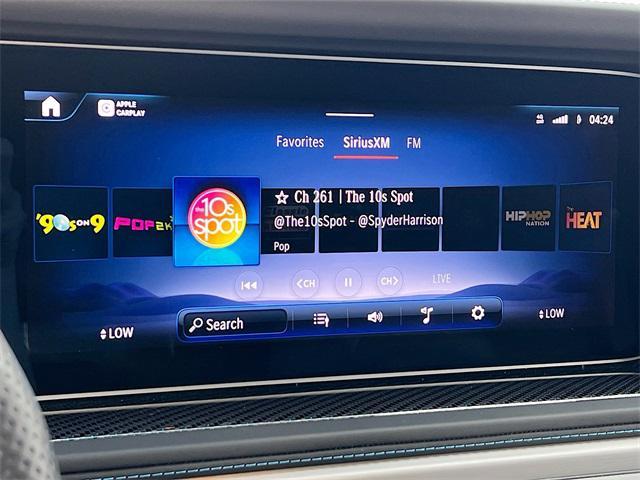 APPLE
CARPLAY
4G
04:24
Favorites SiriusXM FM
'90s ON 9
POP2K
the 10s spot
Ch 261 | The 10s Spot
@The10sSpot - @SpyderHarrison
Pop
HIPHOP NATION
The HEAT
<CH
CH>
LIVE
LOW
Search
LOW